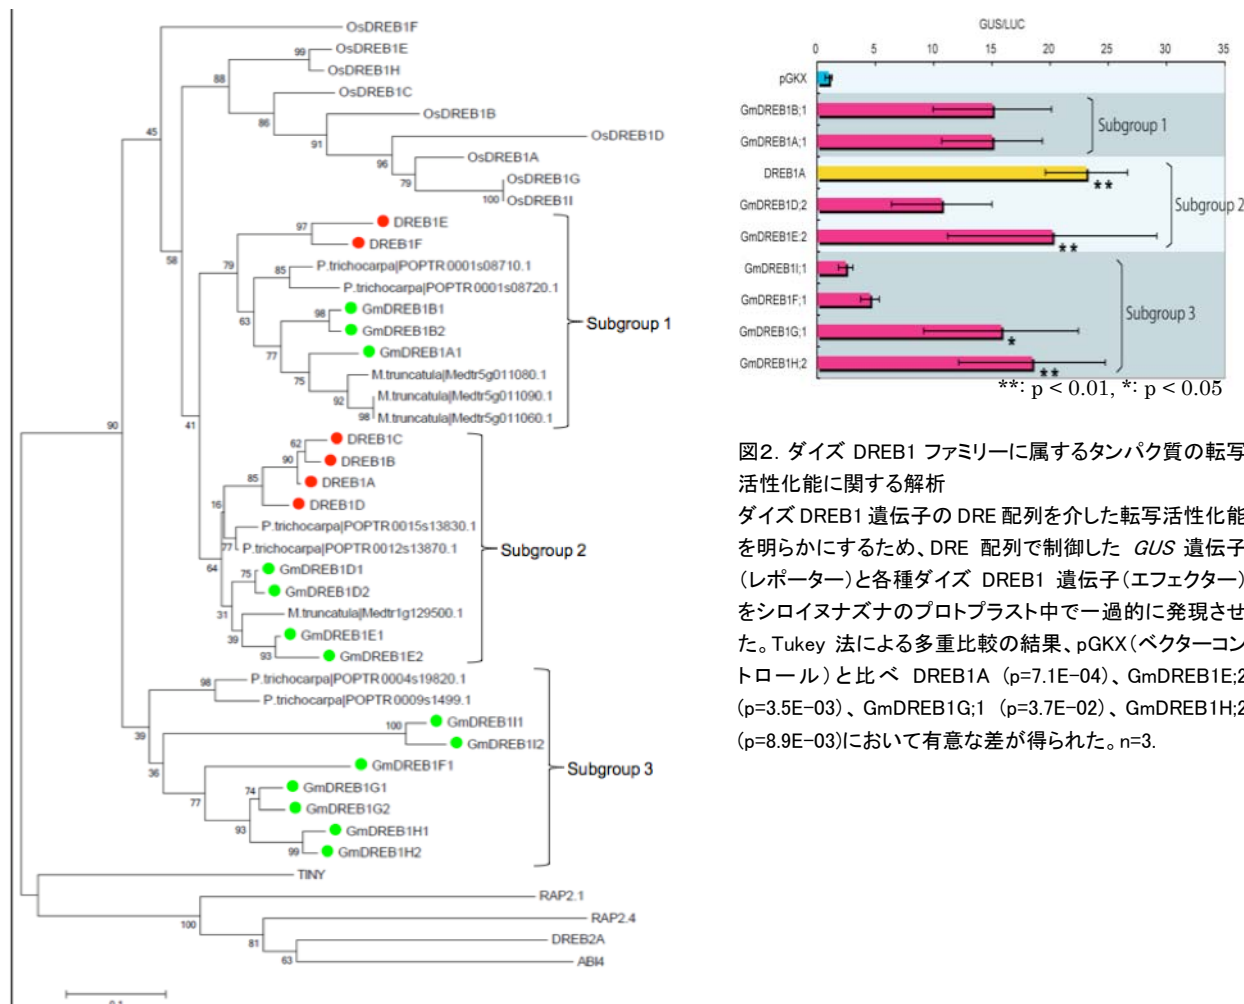 OsDREB1F
OsDREB1E
99
OsDREB1H
88
OsDREB1C
86
OsDREB1B
45
91
OsDREB1D
96
OsDREB1A
79
OsDREB1G
100
OsDREB1I
58
DREB1E
97
DREB1F
79
P.trichocarpa|POPTR0001s08710.1
85
P.trichocarpa|POPTR0001s08720.1
63
GmDREB1B1
98
GmDREB1B2
77
GmDREB1A1
75
M.truncatula|Medtr5g011080.1
92
M.truncatula|Medtr5g011090.1
98
M.truncatula|Medtr5g011060.1
Subgroup 1
90
41
DREB1C
62
DREB1B
90
DREB1A
85
DREB1D
16
P.trichocarpa|POPTR0015s13830.1
77
P.trichocarpa|POPTR0012s13870.1
64
GmDREB1D1
75
GmDREB1D2
31
M.truncatula|Medtr1g129500.1
39
GmDREB1E1
93
GmDREB1E2
Subgroup 2
P.trichocarpa|POPTR0004s19820.1
98
P.trichocarpa|POPTR0009s1499.1
39
GmDREB1I1
100
GmDREB1I2
36
GmDREB1F1
77
GmDREB1G1
74
GmDREB1G2
93
GmDREB1H1
99
GmDREB1H2
Subgroup 3
TINY
RAP2.1
100
RAP2.4
81
DREB2A
63
ABI4
0.1
GUS/LUC
0 5 10 15 20 25 30 35
pGKX
GmDREB1B;1
GmDREB1A;1
Subgroup 1
DREB1A
**
GmDREB1D;2
GmDREB1E:2
**
Subgroup 2
GmDREB1I;1
GmDREB1F;1
GmDREB1G;1
*
GmDREB1H;2
**
Subgroup 3
**: p < 0.01, *: p < 0.05
図2. ダイズ DREB1 ファミリーに属するタンパク質の転写
活性化能に関する解析
ダイズ DREB1 遺伝子の DRE 配列を介した転写活性化能
を明らかにするため、DRE 配列で制御した GUS 遺伝子
(レポーター)と各種ダイズ DREB1 遺伝子(エフェクター)
をシロイヌナズナのプロトプラスト中で一過的に発現させ
た。Tukey 法による多重比較の結果、pGKX(ベクターコン
トロール)と比べ DREB1A (p=7.1E-04)、GmDREB1E;2
(p=3.5E-03)、GmDREB1G;1 (p=3.7E-02)、GmDREB1H;2
(p=8.9E-03)において有意な差が得られた。n=3.